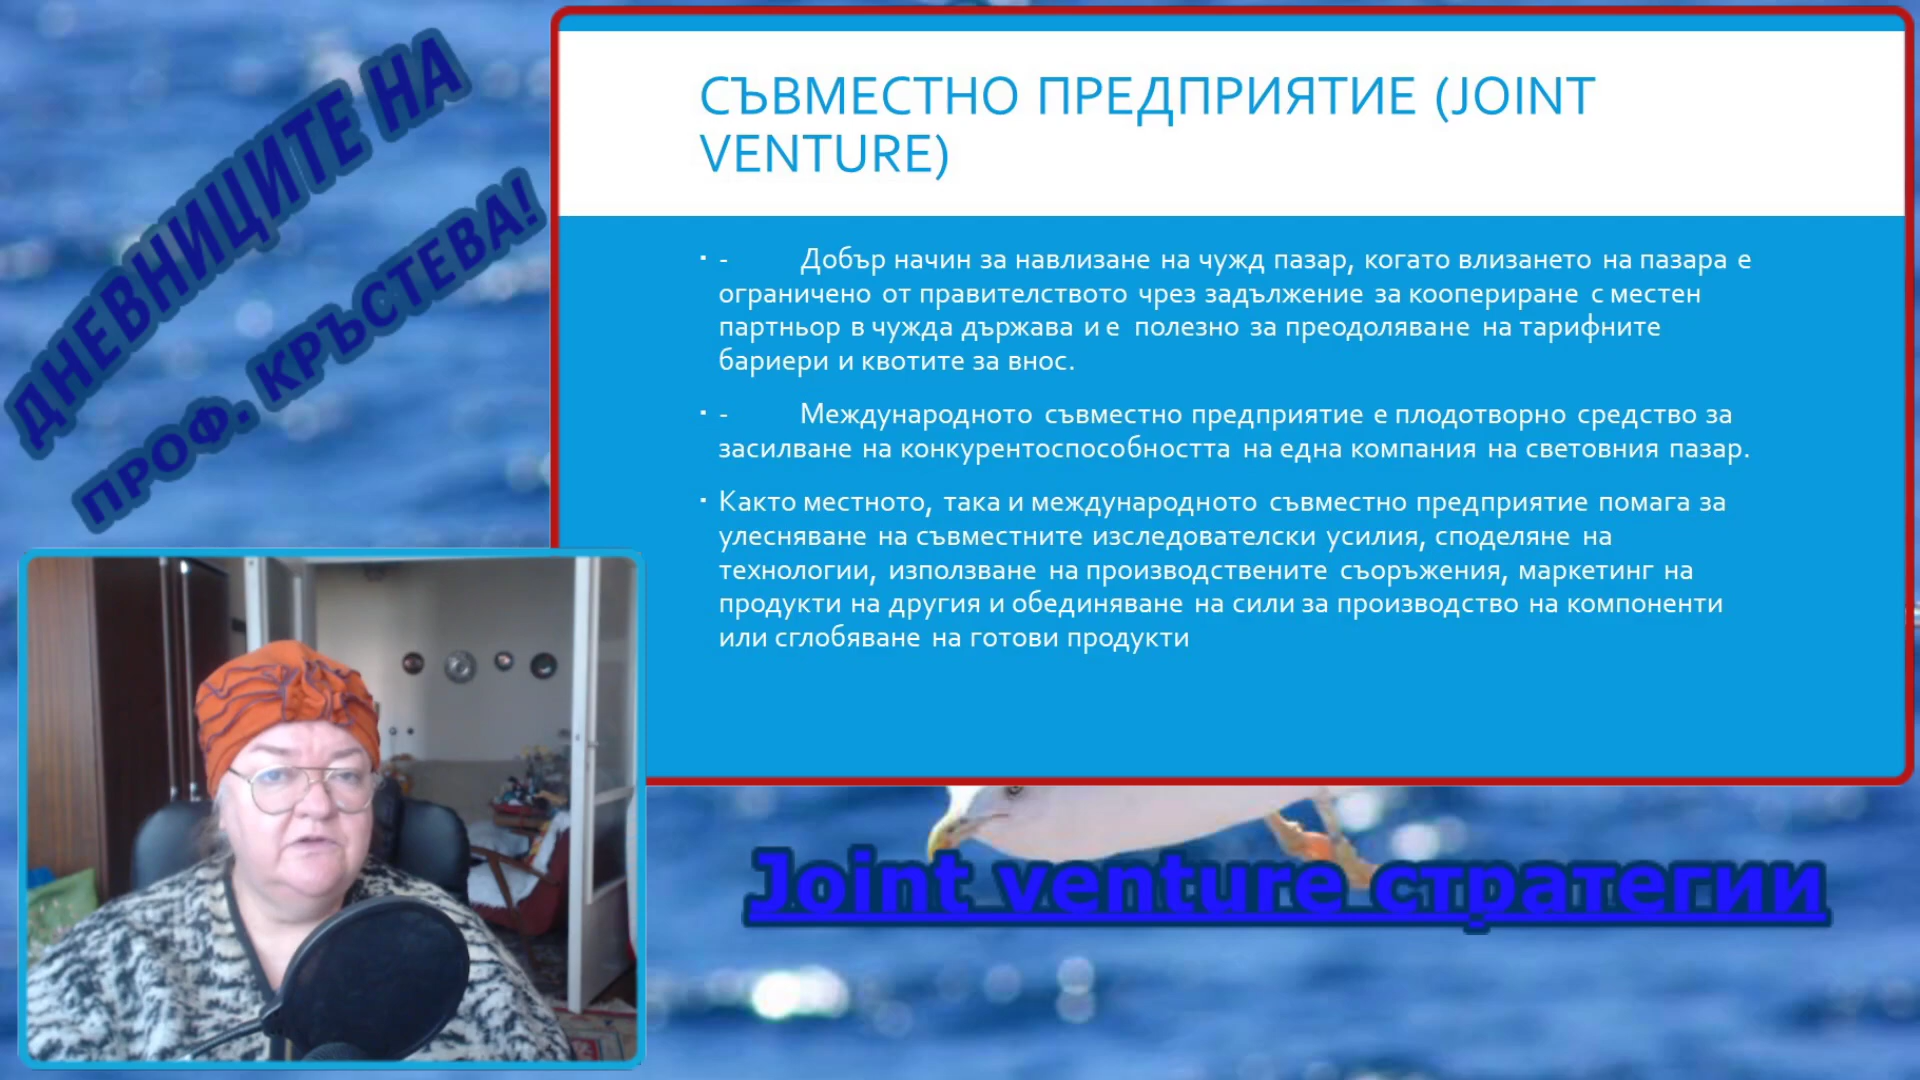 ДНЕВНИЦИТЕ НА
ПРОФ. КРЪСТЕВА!
СЪВМЕСТНО ПРЕДПРИЯТИЕ (JOINT
VENTURE)
▪ - Добър начин за навлизане на чужд пазар, когато влизането на пазара е
ограничено от правителството чрез задължение за коопериране с местен
партньор в чужда държава и е полезно за преодоляване на тарифните
бариери и квотите за внос.
▪ - Международното съвместно предприятие е плодотворно средство за
засилване на конкурентоспособността на една компания на световния пазар.
▪ Както местното, така и международното съвместно предприятие помага за
улесняване на съвместните изследователски усилия, споделяне на
технологии, използване на производствените съоръжения, маркетинг на
продукти на другия и обединяване на сили за производство на компоненти
или сглобяване на готови продукти
Joint venture стратегии